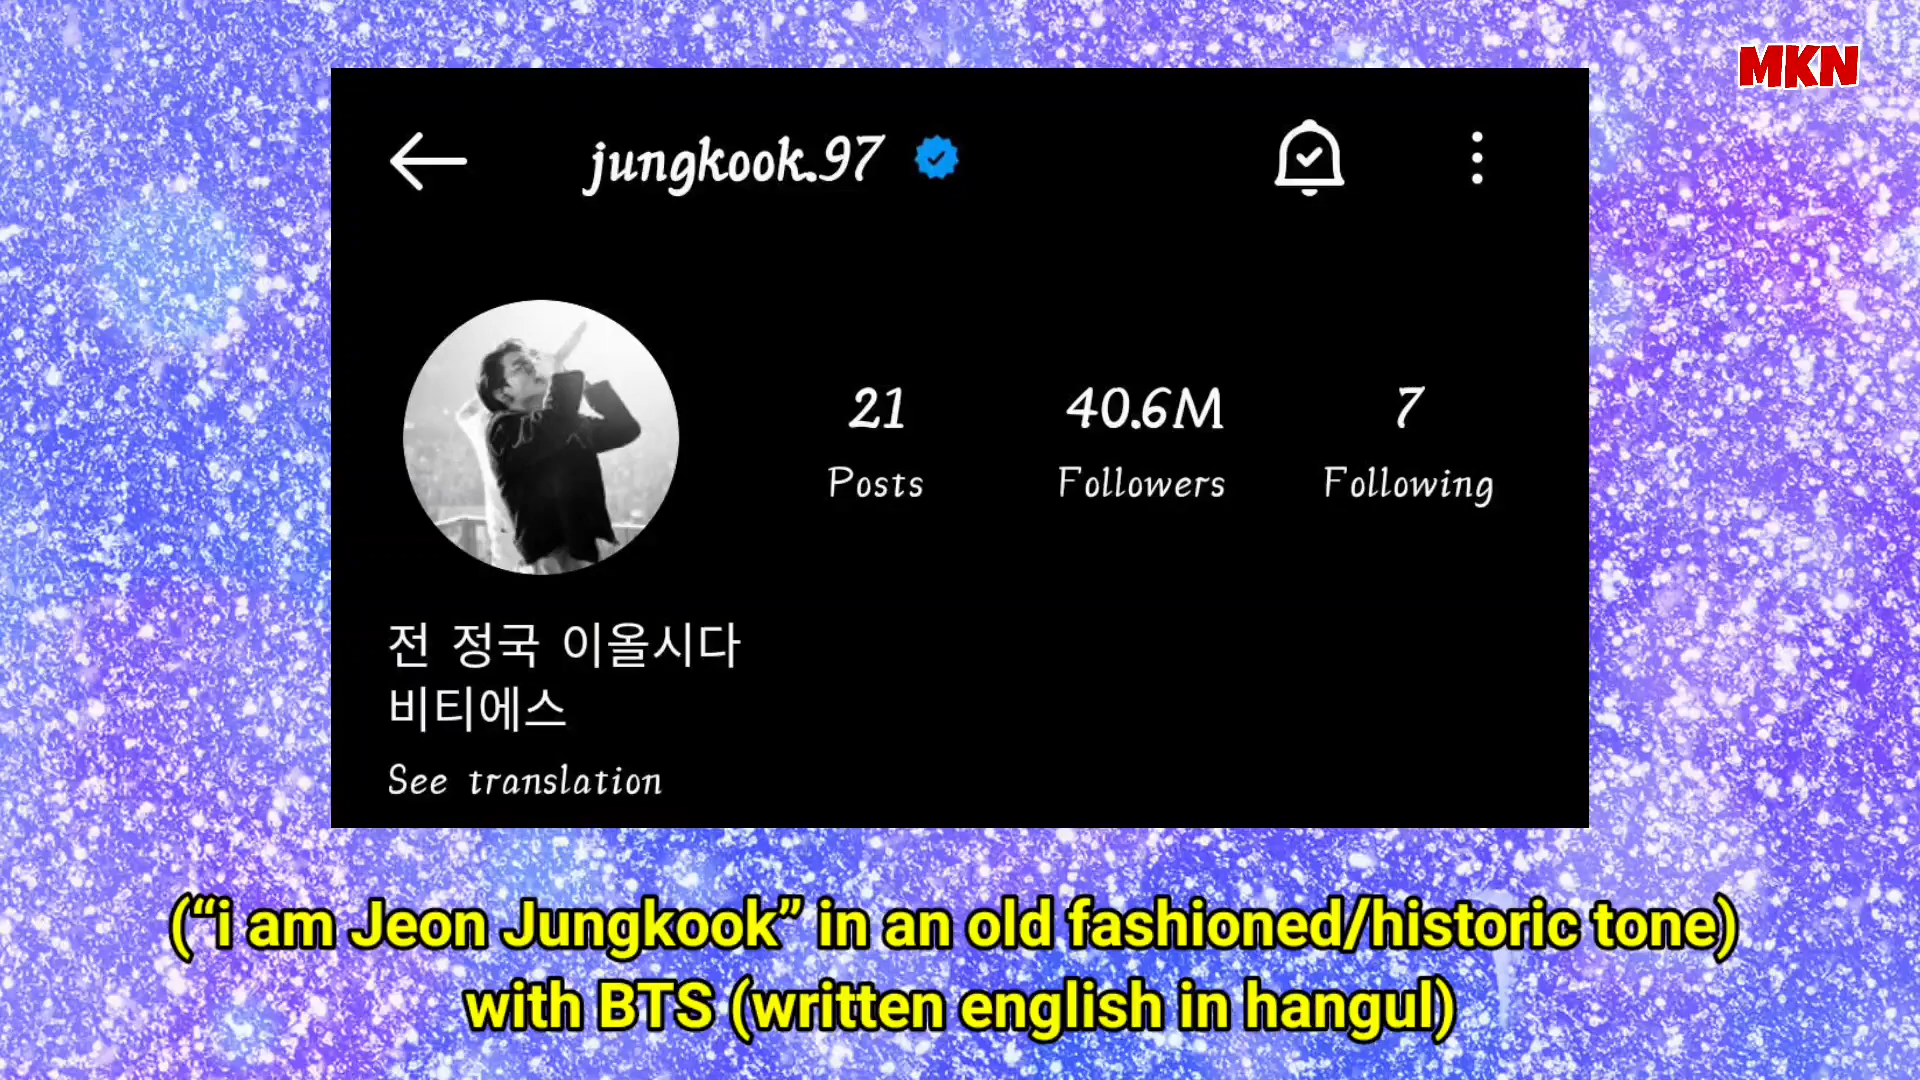 MKN
jungkook.97
21
40.6M
7
Posts
Followers
Following
전 정국 이올시다
비티에스
See translation
(“i am Jeon Jungkook” in an old fashioned/historic tone)
with BTS (written english in hangul)